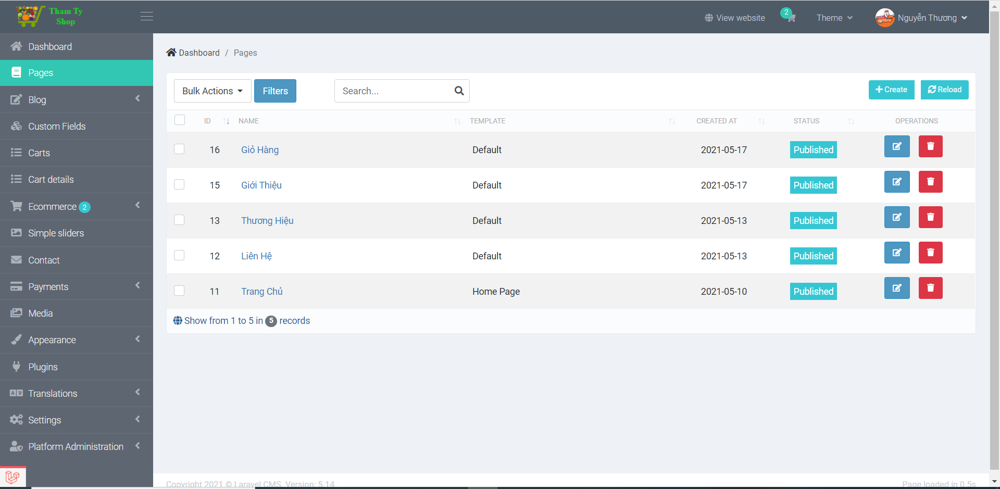 Tham Ty
Shop
View website
2
Theme
Nguyễn Thương
Dashboard
Pages
Blog
Custom Fields
Carts
Cart details
Ecommerce 2
Simple sliders
Contact
Payments
Media
Appearance
Plugins
Translations
Settings
Platform Administration
Dashboard / Pages
Bulk Actions Filters Search... Create Reload
ID NAME TEMPLATE CREATED AT STATUS OPERATIONS
16 Giỏ Hàng Default 2021-05-17 Published
15 Giới Thiệu Default 2021-05-17 Published
13 Thương Hiệu Default 2021-05-13 Published
12 Liên Hệ Default 2021-05-13 Published
11 Trang Chủ Home Page 2021-05-10 Published
Show from 1 to 5 in 5 records
Copyright 2021 © Laravel CMS. Version: 5.14 Page loaded in 0.5s